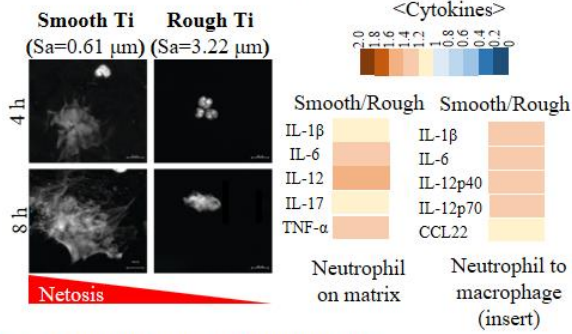 Smooth Ti
(Sa=0.61 μm)
Rough Ti
(Sa=3.22 μm)
4 h
8 h
Netosis
<Cytokines>
2.0
1.8
1.6
1.4
1.2
1
0.8
0.6
0.4
0.2
0
Smooth/Rough
IL-1β
IL-6
IL-12
IL-17
TNF-α
Neutrophil
on matrix
Smooth/Rough
IL-1β
IL-6
IL-12p40
IL-12p70
CCL22
Neutrophil to
macrophage
(insert)